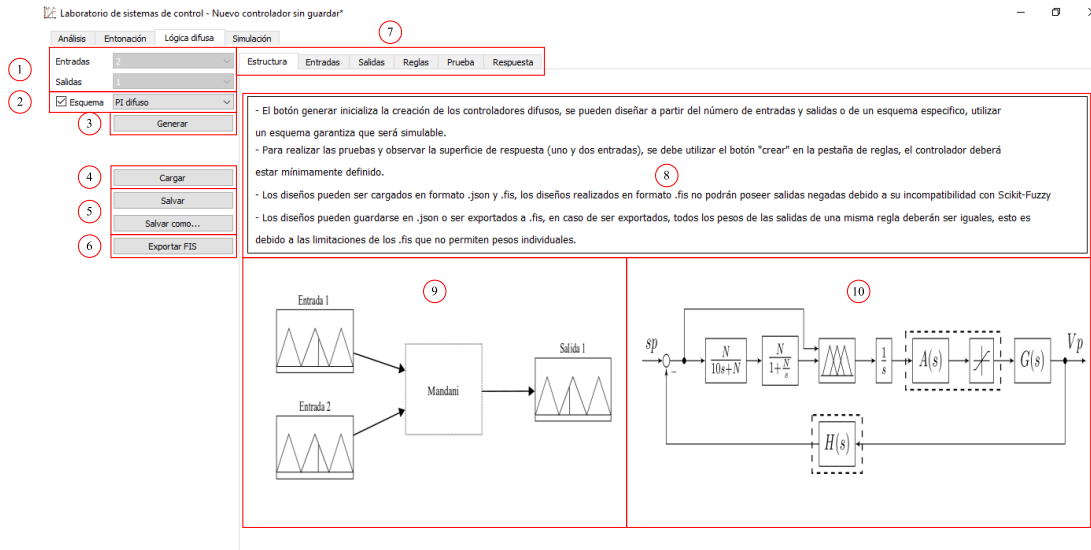 Laboratorio de sistemas de control - Nuevo controlador sin guardar*
Análisis Entonación Lógica difusa Simulación
7
1
Entradas 2
Salidas 1
2
Esquema PI difuso
3
Generar
4
Cargar
5
Salvar
Salvar como...
6
Exportar FIS
Estructura Entradas Salidas Reglas Prueba Respuesta
- El botón generar inicializa la creación de los controladores difusos, se pueden diseñar a partir del número de entradas y salidas o de un esquema especifico, utilizar
un esquema garantiza que será simulable.
- Para realizar las pruebas y observar la superficie de respuesta (uno y dos entradas), se debe utilizar el botón "crear" en la pestaña de reglas, el controlador deberá
estar mínimamente definido.
8
- Los diseños pueden ser cargados en formato .json y .fis, los diseños realizados en formato .fis no podrán poseer salidas negadas debido a su incompatibilidad con Scikit-Fuzzy
- Los diseños pueden guardarse en .json o ser exportados a .fis, en caso de ser exportados, todos los pesos de las salidas de una misma regla deberán ser iguales, esto es
debido a las limitaciones de los .fis que no permiten pesos individuales.
9
Entrada 1
Entrada 2
Mandani
Salida 1
10
sp
-
N
10s+N
N
1+N/s
1
s
A(s)
G(s)
Vp
H(s)